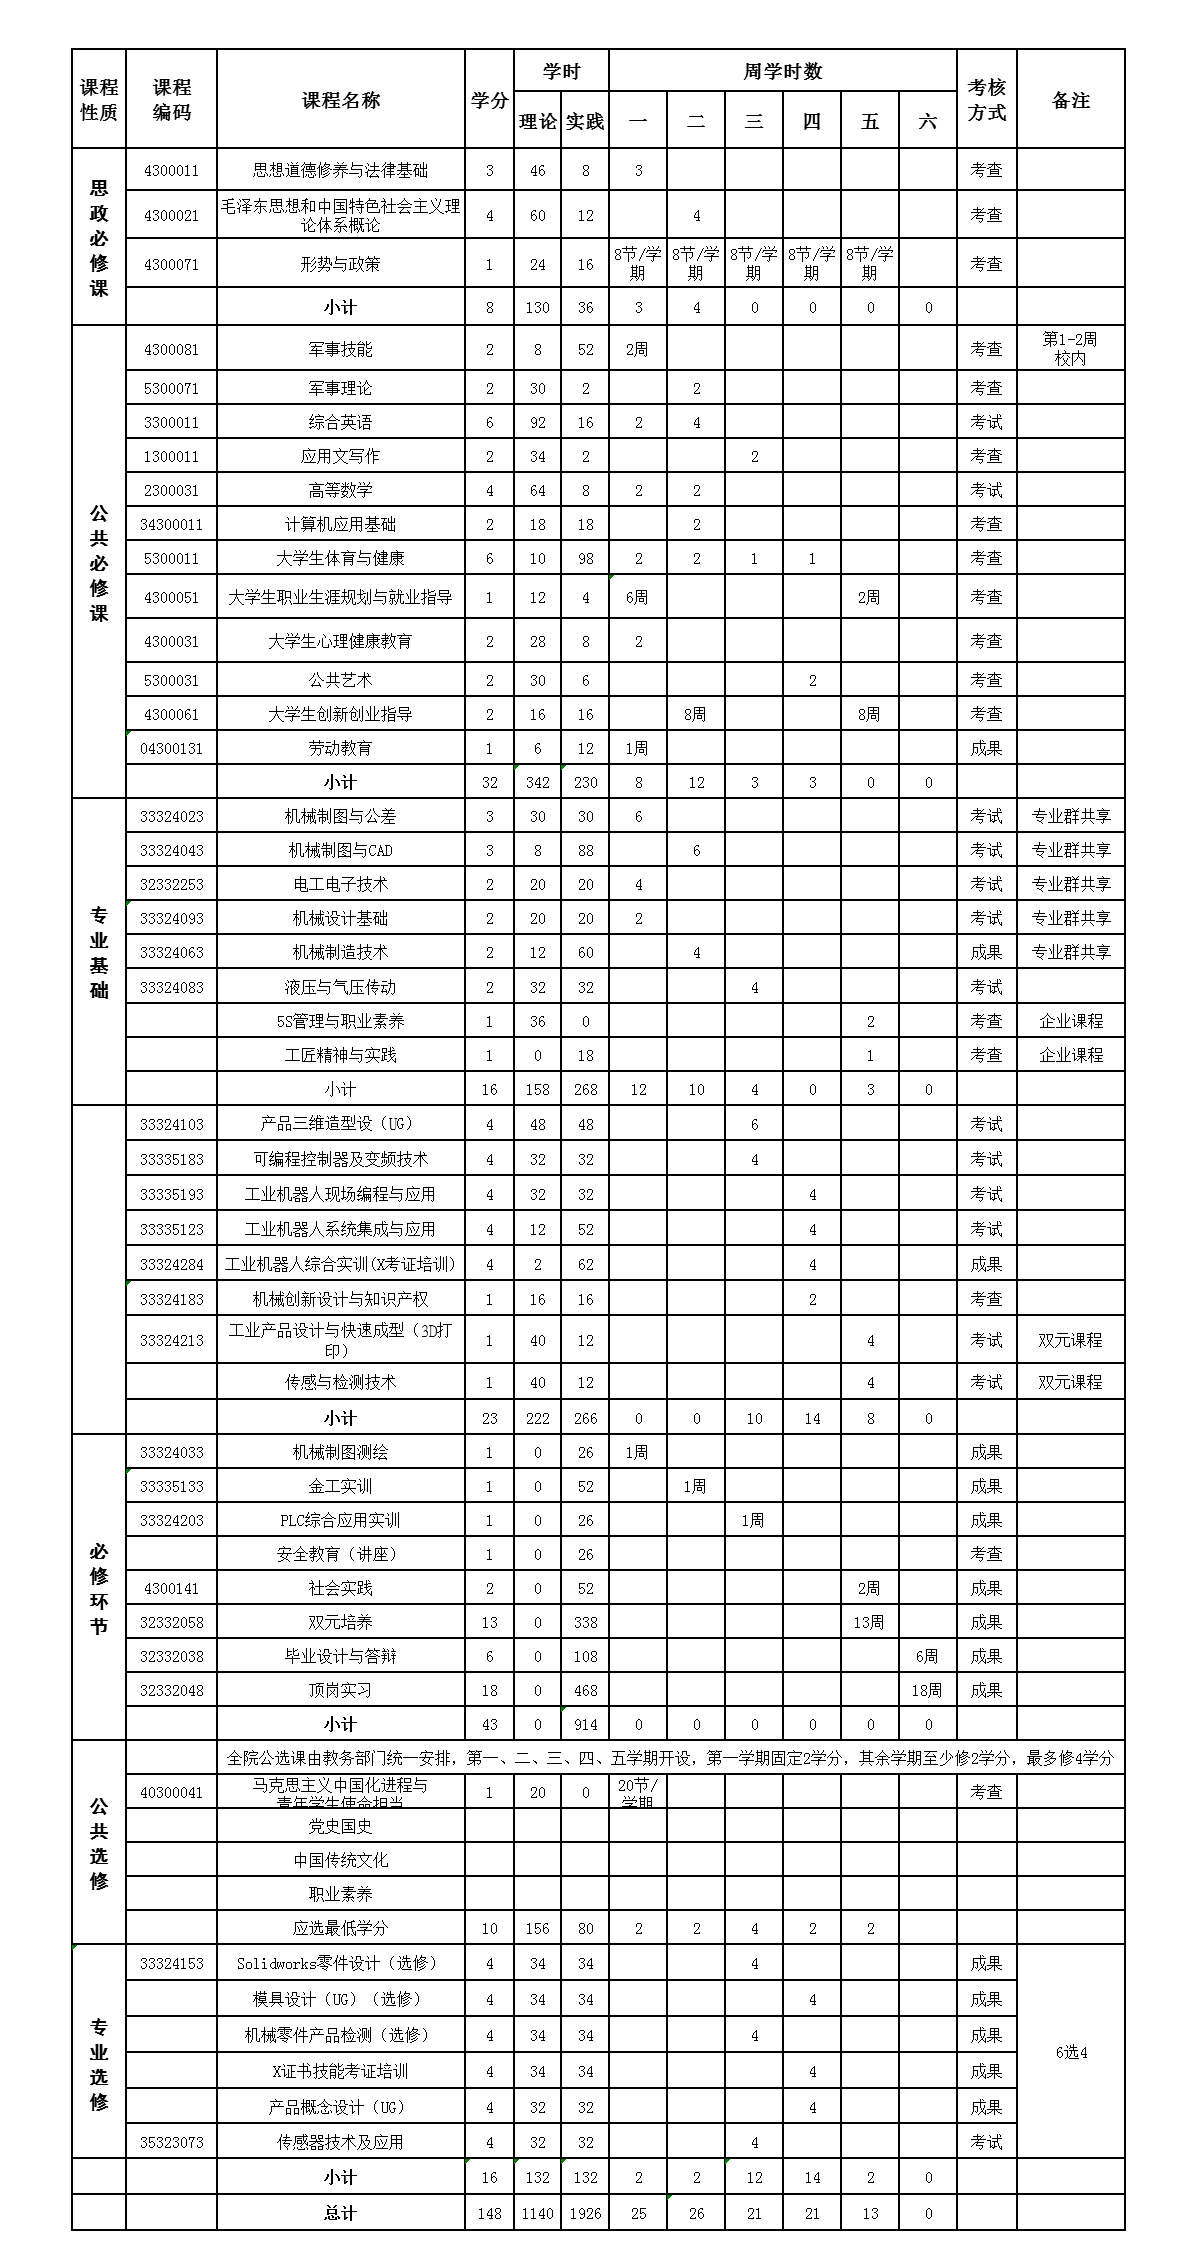 课程性质 课程编码 课程名称 学分 学时 周学时数 考核方式 备注
理论 实践 一 二 三 四 五 六
思政必修课
4300011 思想道德修养与法律基础 3 46 8 3 考查
4300021 毛泽东思想和中国特色社会主义理论体系概论 4 60 12 4 考查
4300071 形势与政策 1 24 16 8节/学期 8节/学期 8节/学期 8节/学期 8节/学期 考查
小计 8 130 36 3 4 0 0 0 0
公共必修课
4300081 军事技能 2 8 52 2周 考查 第1-2周校内
5300071 军事理论 2 30 2 2 考查
3300011 综合英语 6 92 16 2 4 考试
1300011 应用文写作 2 34 2 2 考查
2300031 高等数学 4 64 8 2 2 考试
34300011 计算机应用基础 2 18 18 2 考查
5300011 大学生体育与健康 6 10 98 2 2 1 1 考查
4300051 大学生职业生涯规划与就业指导 1 12 4 6周 2周 考查
4300031 大学生心理健康教育 2 28 8 2 考查
5300031 公共艺术 2 30 6 2 考查
4300061 大学生创新创业指导 2 16 16 8周 8周 考查
04300131 劳动教育 1 6 12 1周 成果
小计 32 342 230 8 12 3 3 0 0
专业基础
33324023 机械制图与公差 3 30 30 6 考试 专业群共享
33324043 机械制图与CAD 3 8 88 6 考试 专业群共享
32332253 电工电子技术 2 20 20 4 考试 专业群共享
33324093 机械设计基础 2 20 20 2 考试 专业群共享
33324063 机械制造技术 2 12 60 4 成果 专业群共享
33324083 液压与气压传动 2 32 32 4 考试
5S管理与职业素养 1 36 0 2 考查 企业课程
工匠精神与实践 1 0 18 1 考查 企业课程
小计 16 158 268 12 10 4 0 3 0
33324103 产品三维造型设（UG） 4 48 48 6 考试
33335183 可编程控制器及变频技术 4 32 32 4 考试
33335193 工业机器人现场编程与应用 4 32 32 4 考试
33335123 工业机器人系统集成与应用 4 12 52 4 考试
33324284 工业机器人综合实训(X考证培训) 4 2 62 4 成果
33324183 机械创新设计与知识产权 1 16 16 2 考查
33324213 工业产品设计与快速成型（3D打印） 1 40 12 4 考试 双元课程
传感与检测技术 1 40 12 4 考试 双元课程
小计 23 222 266 0 0 10 14 8 0
必修环节
33324033 机械制图测绘 1 0 26 1周 成果
33335133 金工实训 1 0 52 1周 成果
33324203 PLC综合应用实训 1 0 26 1周 成果
安全教育（讲座） 1 0 26 考查
4300141 社会实践 2 0 52 2周 成果
32332058 双元培养 13 0 338 13周 成果
32332038 毕业设计与答辩 6 0 108 6周 成果
32332048 顶岗实习 18 0 468 18周 成果
小计 43 0 914 0 0 0 0 0 0
公共选修
全院公选课由教务部门统一安排，第一、二、三、四、五学期开设，第一学期固定2学分，其余学期至少修2学分，最多修4学分
40300041 马克思主义中国化进程与青年学生使命担当 1 20 0 20节/学期 考查
党史国史
中国传统文化
职业素养
应选最低学分 10 156 80 2 2 4 2 2
专业选修
33324153 Solidworks零件设计（选修） 4 34 34 4 成果
模具设计（UG）（选修） 4 34 34 4 成果
机械零件产品检测（选修） 4 34 34 4 成果
X证书技能考证培训 4 34 34 4 成果 6选4
产品概念设计（UG） 4 32 32 4 成果
35323073 传感器技术及应用 4 32 32 4 考试
小计 16 132 132 2 2 12 14 2 0
总计 148 1140 1926 25 26 21 21 13 0